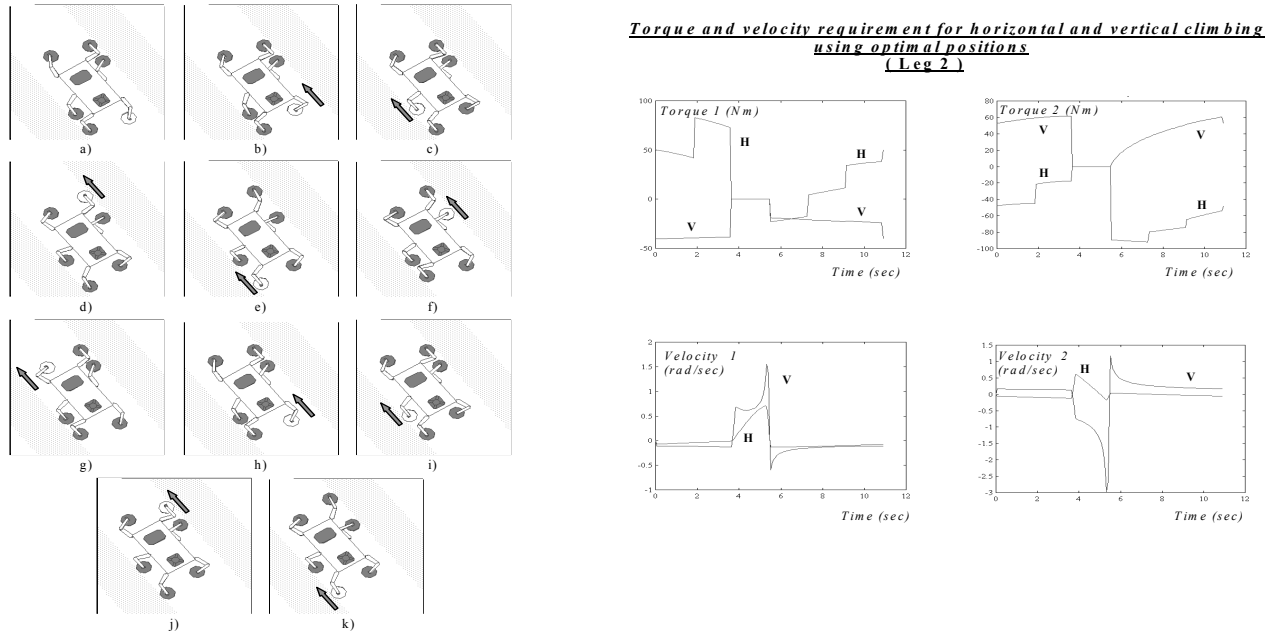 a)
b)
c)
d)
e)
f)
g)
h)
i)
j)
k)
Torque and velocity requirement for horizontal and vertical climbing
using optimal positions
( Leg 2 )
Torque 1 (Nm)
100
50
0
-50
0 2 4 6 8 10 12
H
H
V
V
Time (sec)
Torque 2 (Nm)
80
60
40
20
0
-20
-40
-60
-80
-100
0 2 4 6 8 10 12
V
V
H
H
Time (sec)
Velocity 1
(rad/sec)
2
1.5
1
0.5
0
-0.5
-1
0 2 4 6 8 10 12
V
H
Time (sec)
Velocity 2
(rad/sec)
1.5
1
0.5
0
-0.5
-1
-1.5
-2
-2.5
-3
0 2 4 6 8 10 12
H
V
Time (sec)